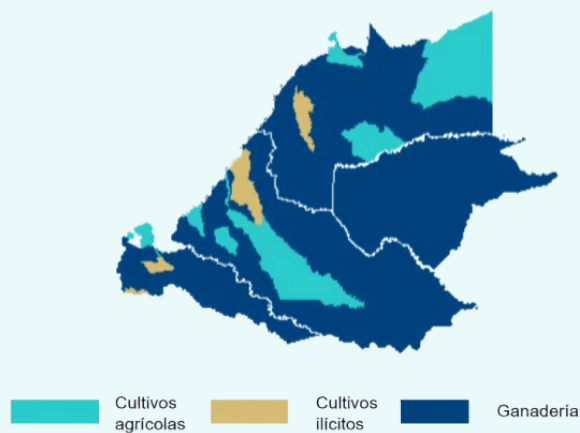 Cultivos
agrícolas
Cultivos
ilícitos
Ganadería